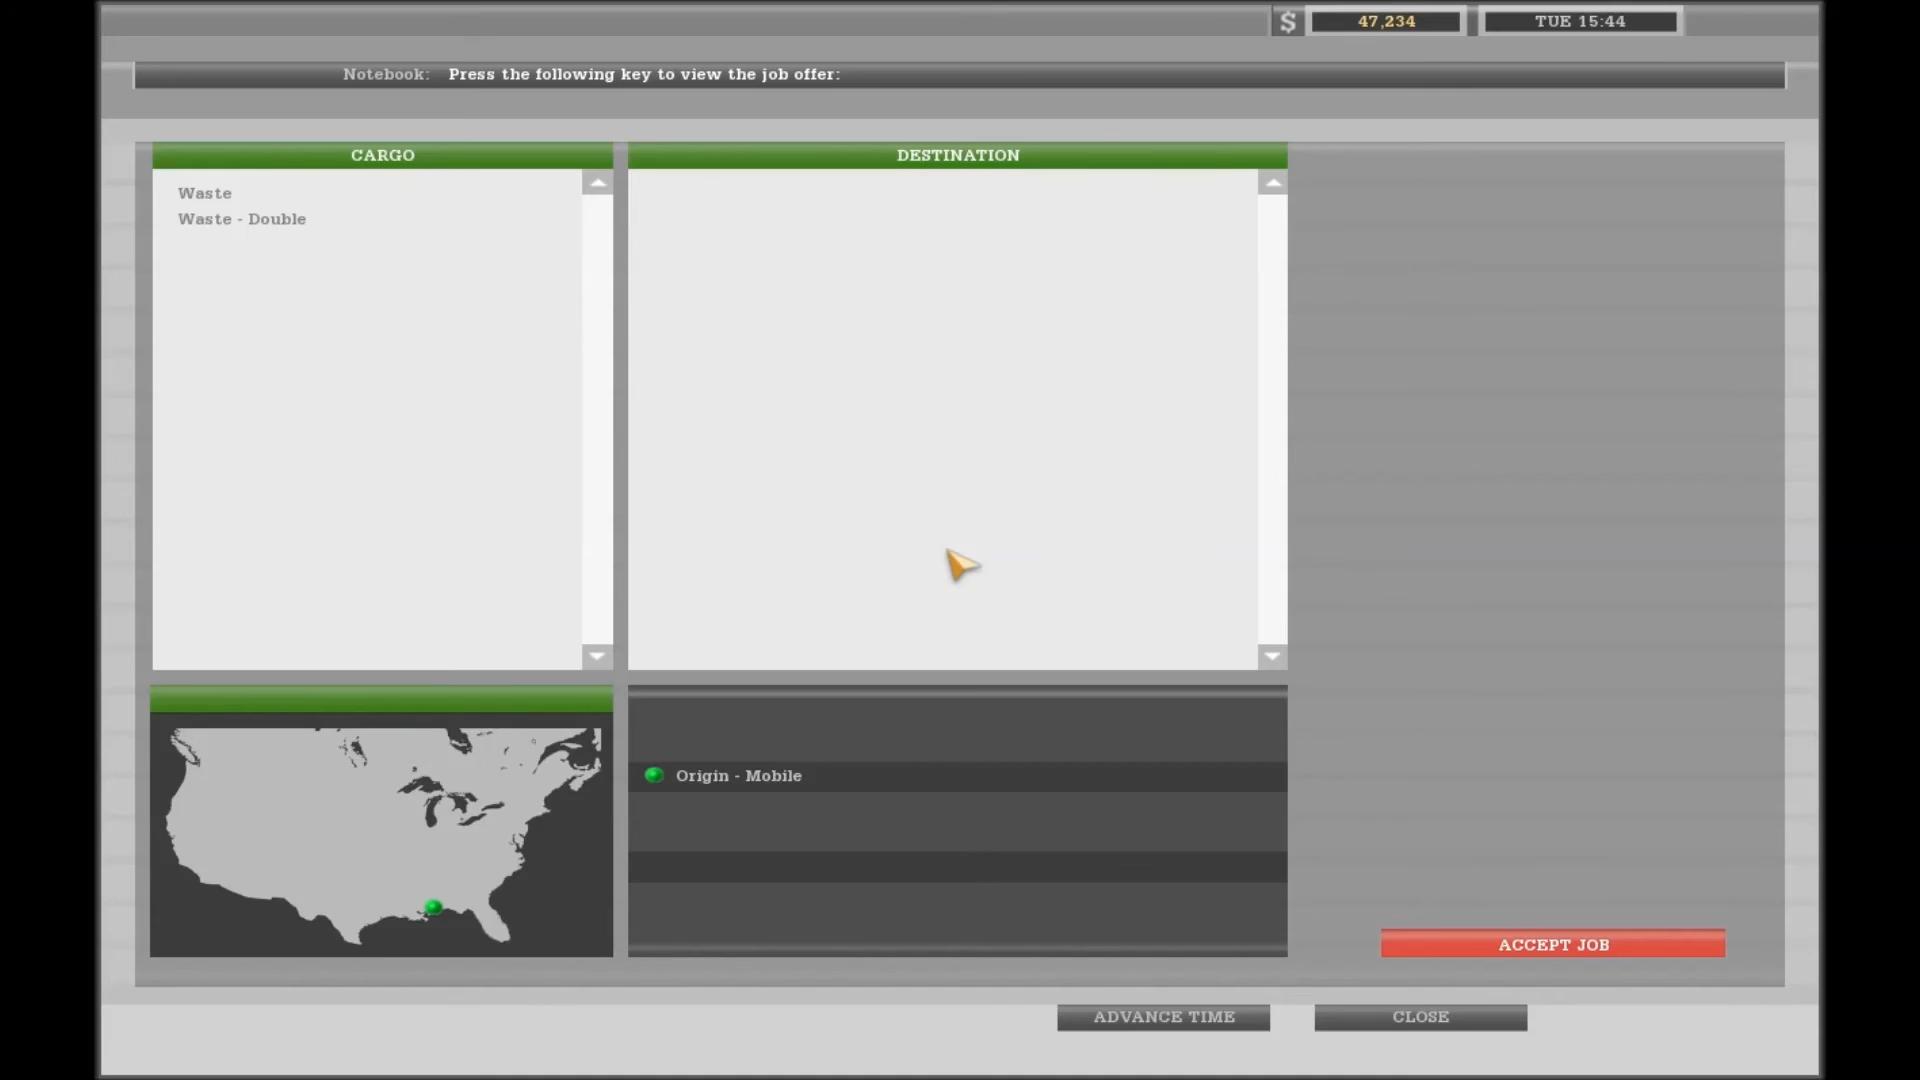 $ 47,234 TUE 15:44
Notebook: Press the following key to view the job offer:
CARGO
Waste
Waste - Double
DESTINATION
Origin - Mobile
ACCEPT JOB
ADVANCE TIME
CLOSE